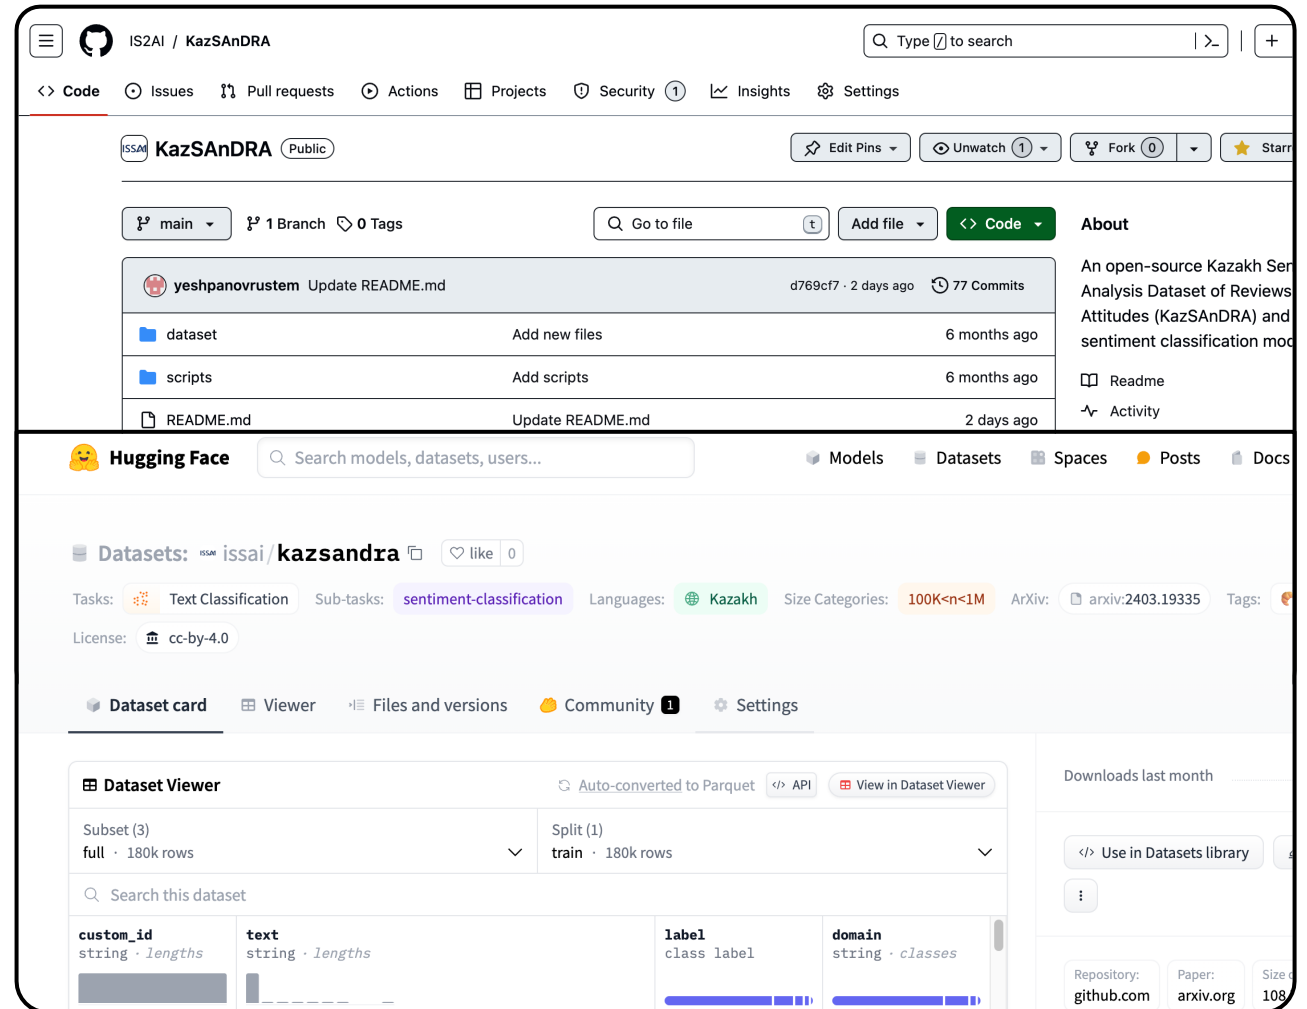 IS2AI / KazSAnDRA
Type / to search
Code Issues Pull requests Actions Projects Security 1 Insights Settings
ISSAI KazSAnDRA Public
Edit Pins Unwatch 1 Fork 0
main 1 Branch 0 Tags
Go to file t Add file Code
About
An open-source Kazakh
Analysis Dataset of Reviews
Attitudes (KazSAnDRA) and
sentiment classification
Readme
Activity
yeshpanovrustem Update README.md d769cf7 · 2 days ago 77 Commits
dataset Add new files 6 months ago
scripts Add scripts 6 months ago
README.md Update README.md 2 days ago
Hugging Face Search models, datasets, users... Models Datasets Spaces Posts Docs
Datasets: ISSAI issai/kazsandra like 0
Tasks: Text Classification Sub-tasks: sentiment-classification Languages: Kazakh Size Categories: 100K<n<1M ArXiv: arxiv:2403.19335 Tags:
License: cc-by-4.0
Dataset card Viewer Files and versions Community 1 Settings
Dataset Viewer Auto-converted to Parquet API View in Dataset Viewer
Subset (3) Split (1)
full · 180k rows train · 180k rows
Search this dataset
custom_id text label domain
string · lengths string · lengths class label string · classes
Downloads last month
Use in Datasets library
Repository: Paper: Size
github.com arxiv.org 108